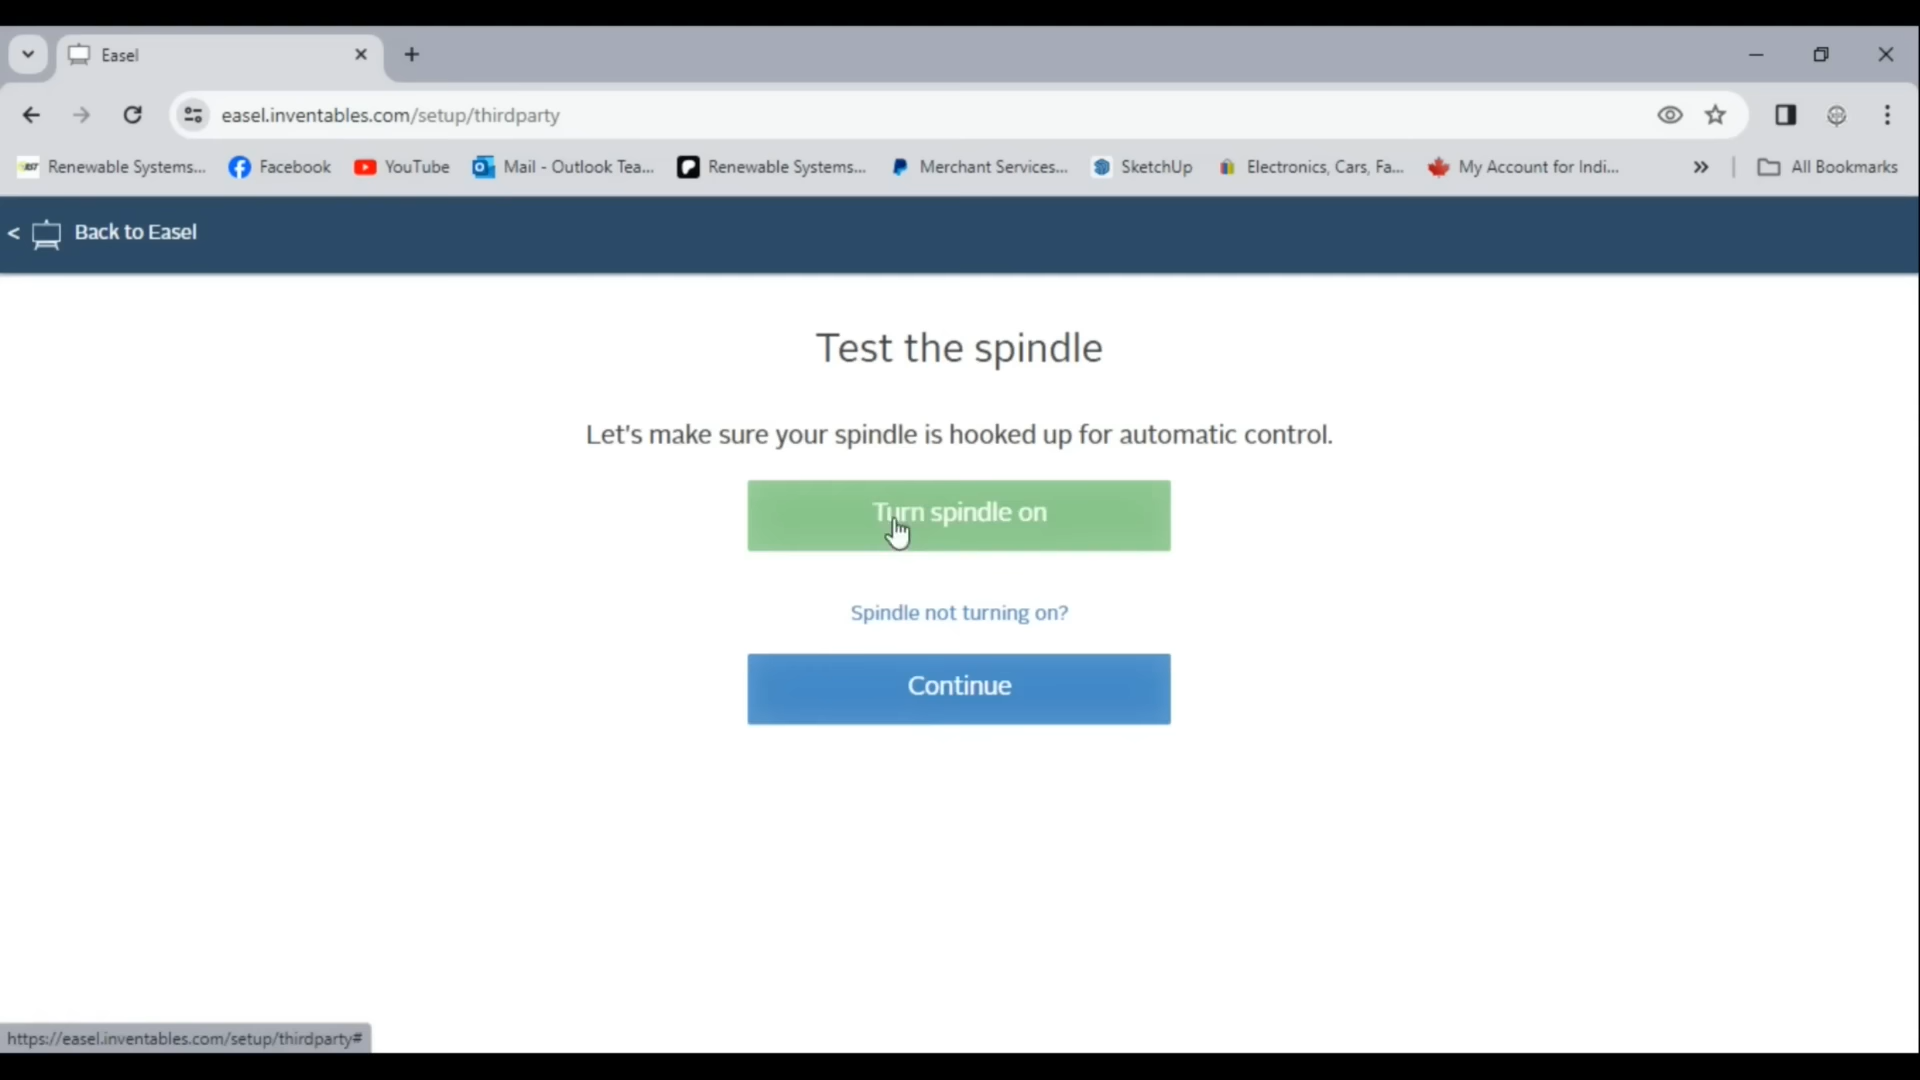 Easel
easel.inventables.com/setup/thirdparty
Renewable Systems... Facebook YouTube Mail - Outlook Tea... Renewable Systems... Merchant Services... SketchUp Electronics, Cars, Fa... My Account for Indi... » All Bookmarks
< Back to Easel
Test the spindle
Let's make sure your spindle is hooked up for automatic control.
Turn spindle on
Spindle not turning on?
Continue
https://easel.inventables.com/setup/thirdparty#